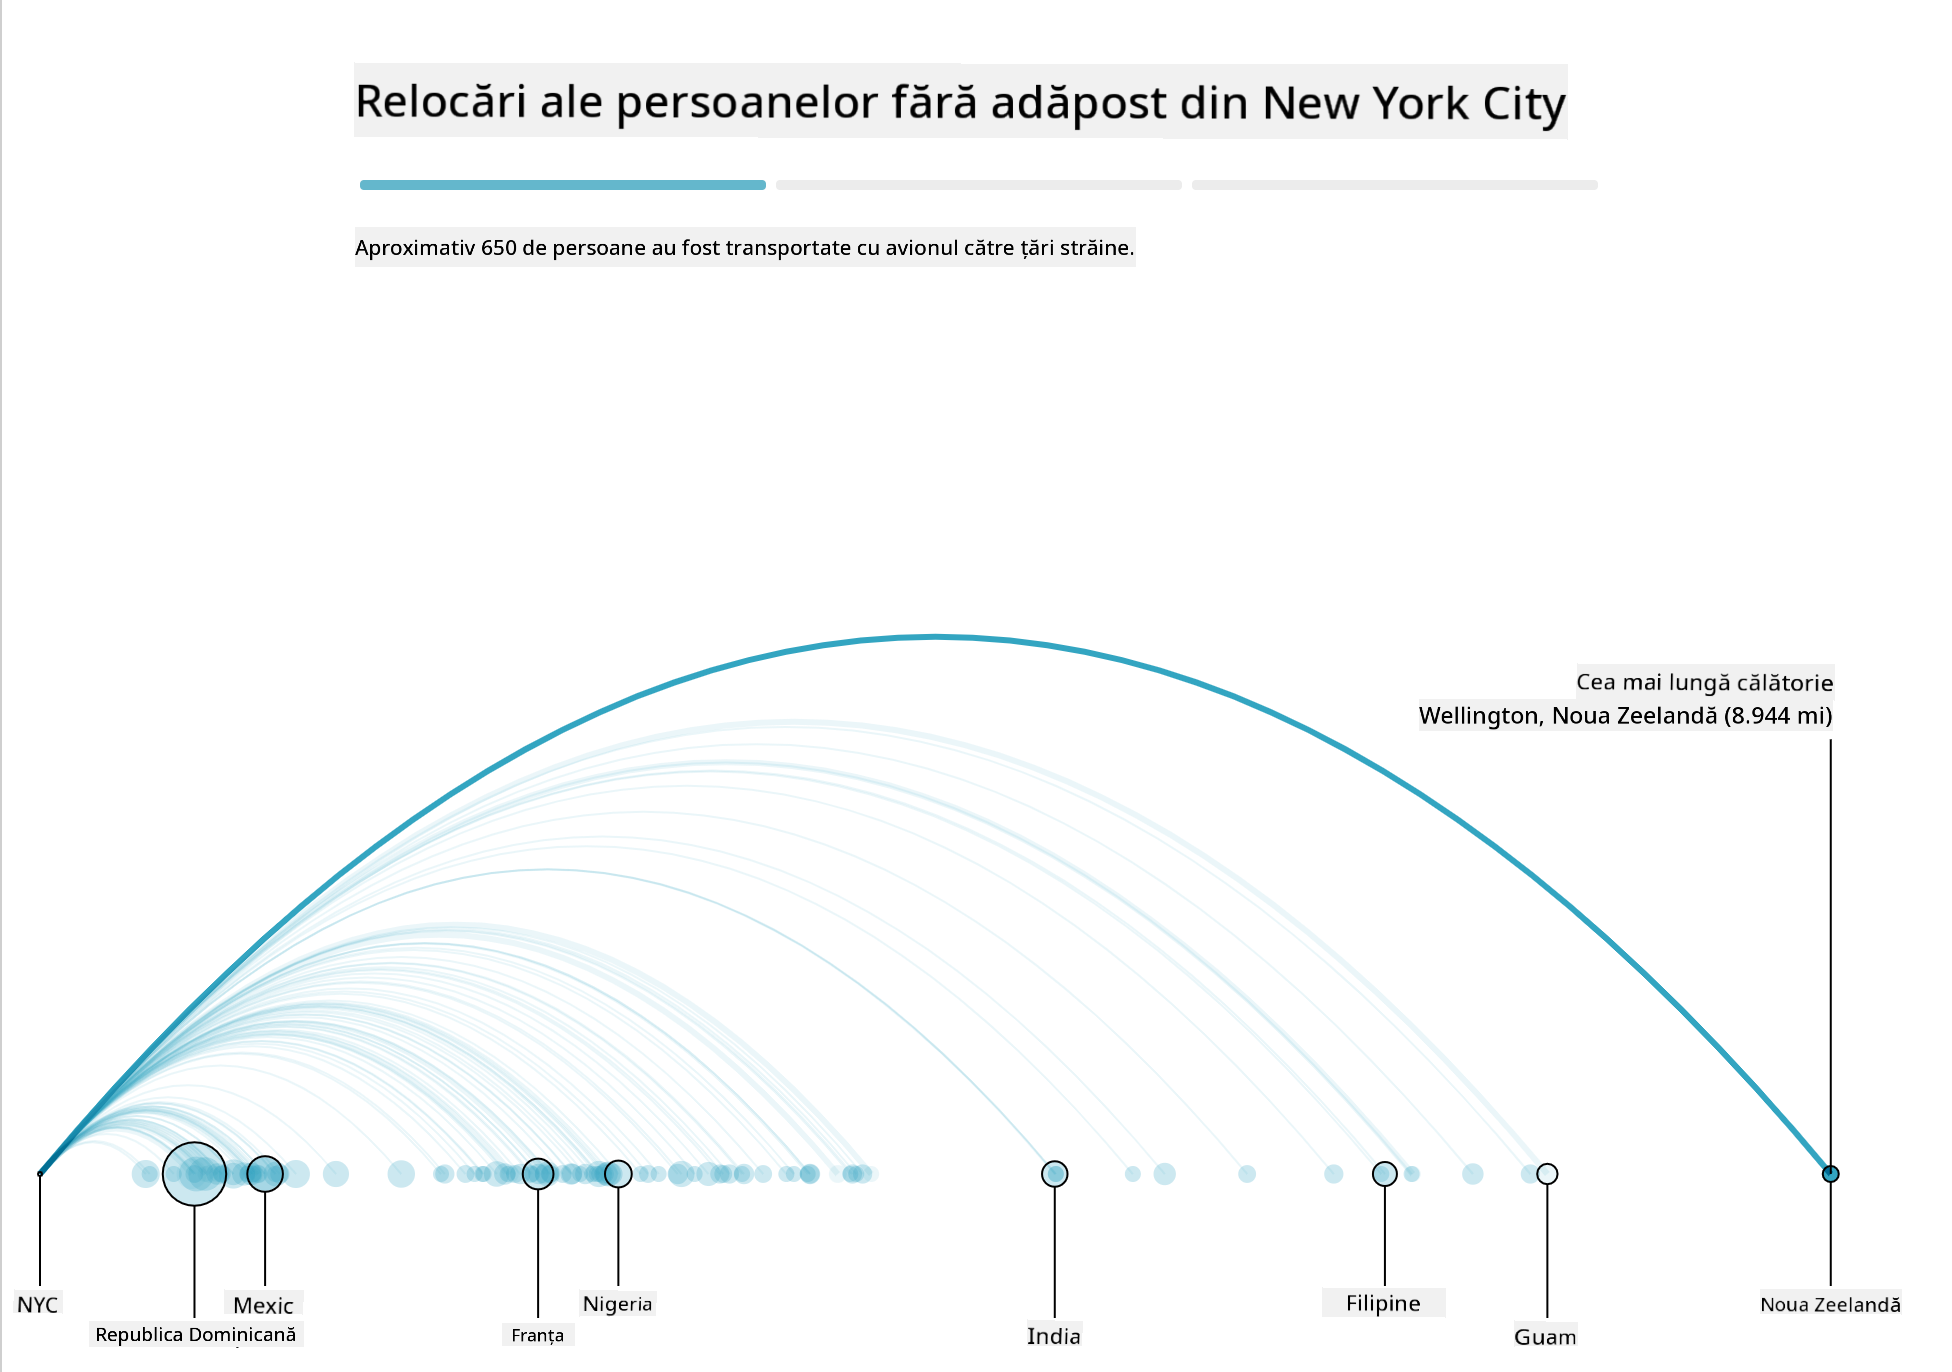 Relocări ale persoanelor fără adăpost din New York City
Aproximativ 650 de persoane au fost transportate cu avionul către țări străine.
Cea mai lungă călătorie
Wellington, Noua Zeelandă (8.944 mi)
NYC
Republica Dominicană
Mexic
Franța
Nigeria
India
Filipine
Guam
Noua Zeelandă